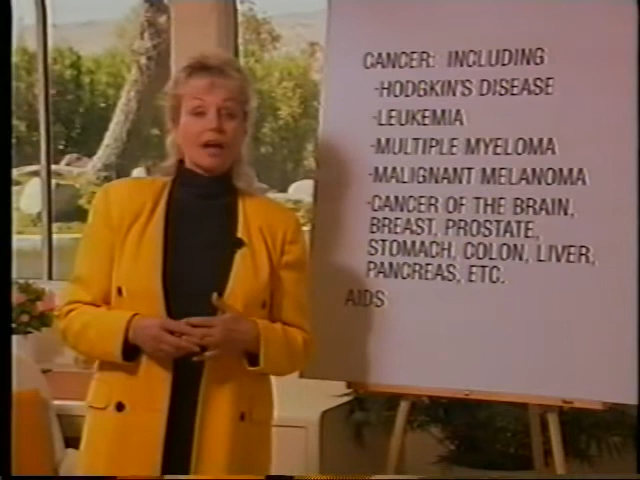 CANCER: INCLUDING
-HODGKIN'S DISEASE
-LEUKEMIA
-MULTIPLE MYELOMA
-MALIGNANT MELANOMA
-CANCER OF THE BRAIN,
BREAST, PROSTATE,
STOMACH, COLON, LIVER,
PANCREAS, ETC.
AIDS